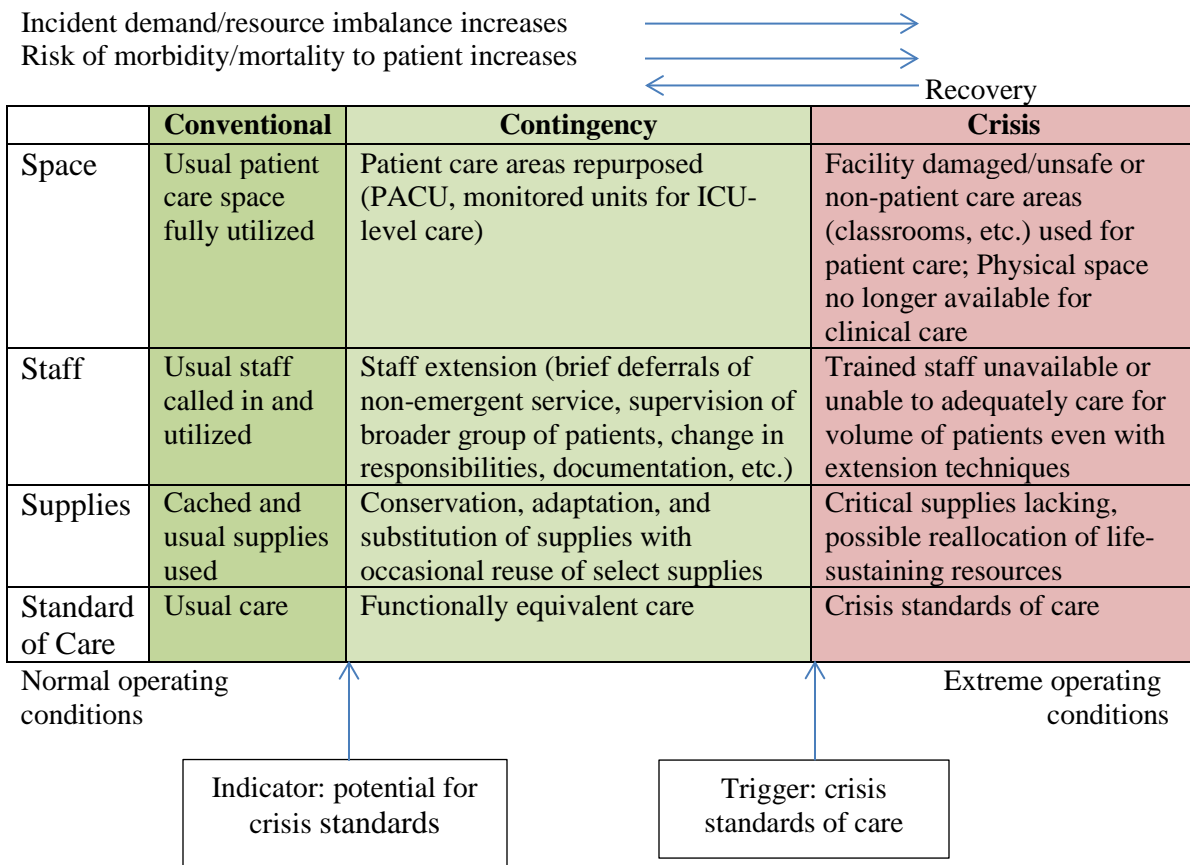 Incident demand/resource imbalance increases
Risk of morbidity/mortality to patient increases
Recovery
Conventional
Contingency
Crisis
Space
Usual patient
care space
fully utilized
Patient care areas repurposed
(PACU, monitored units for ICU-
level care)
Facility damaged/unsafe or
non-patient care areas
(classrooms, etc.) used for
patient care; Physical space
no longer available for
clinical care
Staff
Usual staff
called in and
utilized
Staff extension (brief deferrals of
non-emergent service, supervision of
broader group of patients, change in
responsibilities, documentation, etc.)
Trained staff unavailable or
unable to adequately care for
volume of patients even with
extension techniques
Supplies
Cached and
usual supplies
used
Conservation, adaptation, and
substitution of supplies with
occasional reuse of select supplies
Critical supplies lacking,
possible reallocation of life-
sustaining resources
Standard
of Care
Usual care
Functionally equivalent care
Crisis standards of care
Normal operating
conditions
Extreme operating
conditions
Indicator: potential for
crisis standards
Trigger: crisis
standards of care